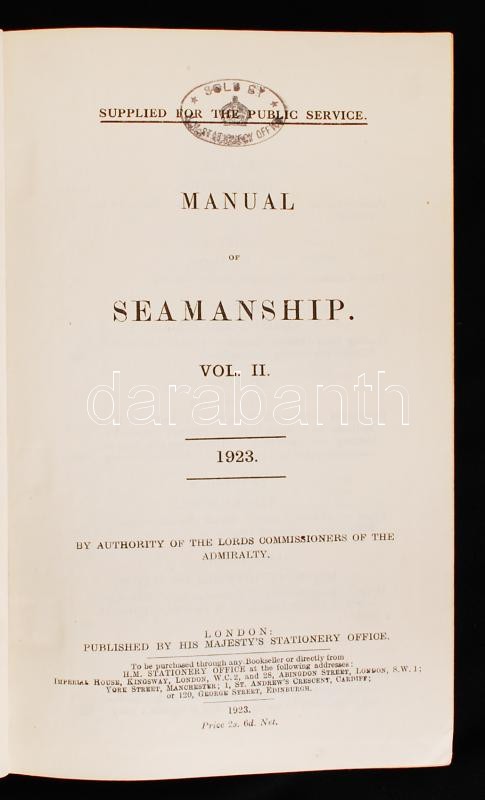 SOLD BY
SUPPLIED FOR THE PUBLIC SERVICE.
H.M. STATIONERY OFFICE
MANUAL
OF
SEAMANSHIP.
VOL. II.
darabanth
1923.
BY AUTHORITY OF THE LORDS COMMISSIONERS OF THE
ADMIRALTY.
LONDON:
PUBLISHED BY HIS MAJESTY'S STATIONERY OFFICE.
To be purchased through any Bookseller or directly from
H.M. STATIONERY OFFICE at the following addresses:
IMPERIAL HOUSE, KINGSWAY, LONDON, W.C. 2, and 28, ABINGDON STREET, LONDON, S.W. 1;
YORK STREET, MANCHESTER; 1, ST. ANDREW'S CRESCENT, CARDIFF;
or 120, GEORGE STREET, EDINBURGH.
1923.
Price 2s. 6d. Net.